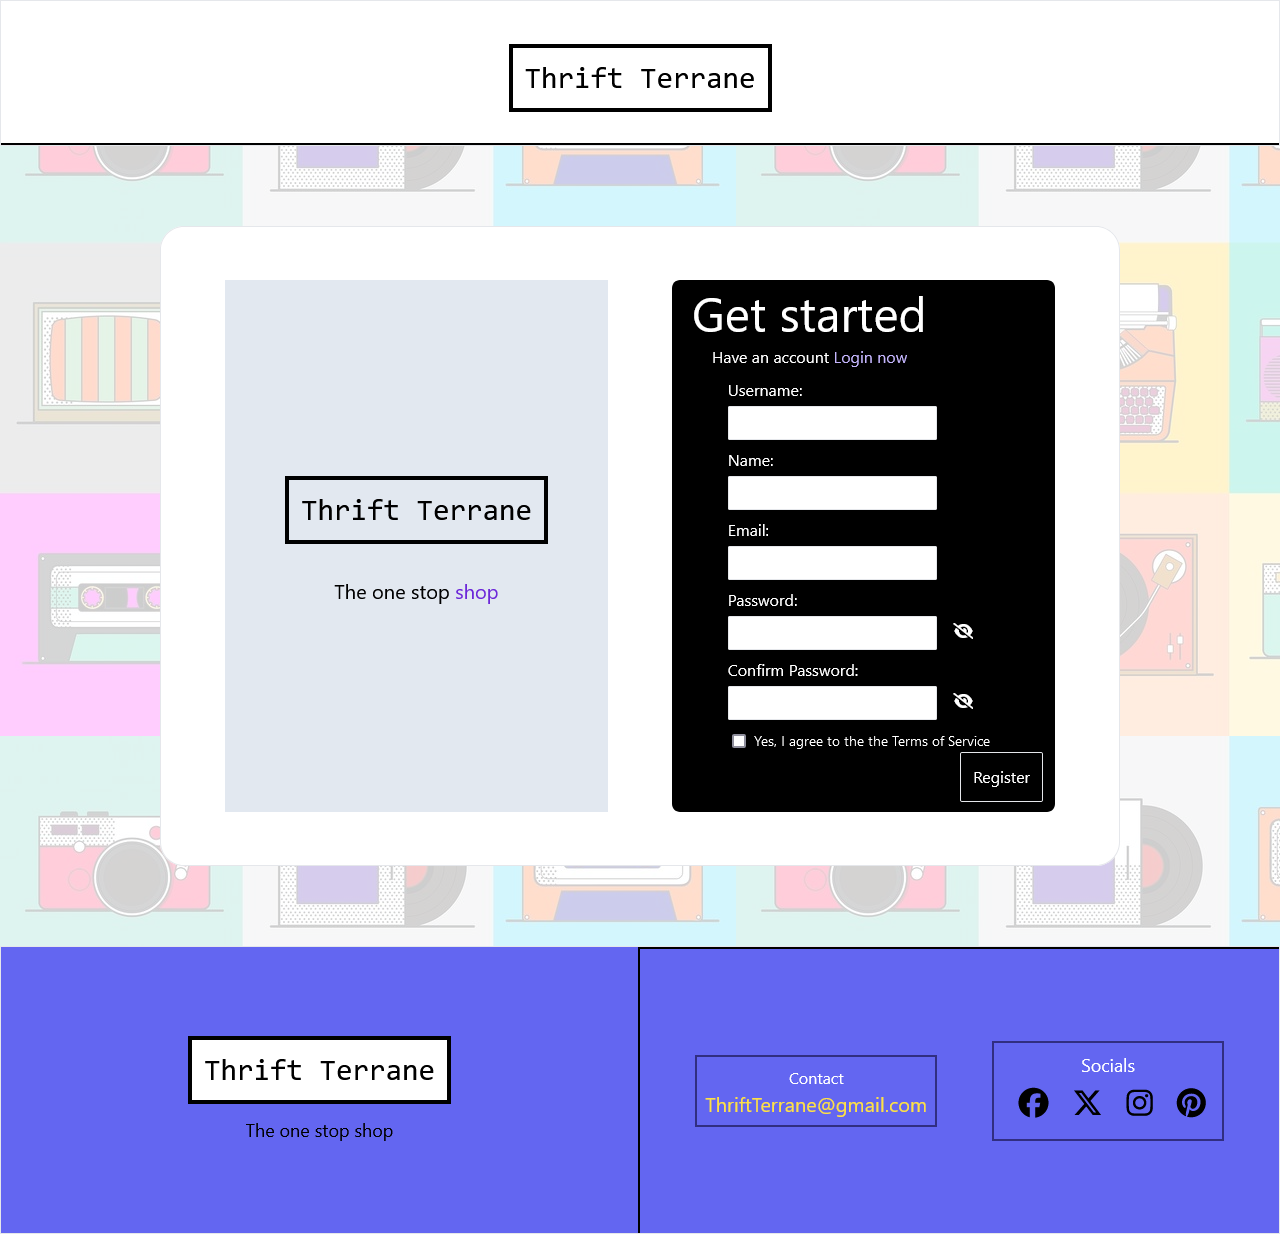 Thrift Terrane
Thrift Terrane
The one stop shop
Get started
Have an account Login now
Username:
Name:
Email:
Password:
Confirm Password:
Yes, I agree to the the Terms of Service
Register
Thrift Terrane
The one stop shop
Contact
ThriftTerrane@gmail.com
Socials